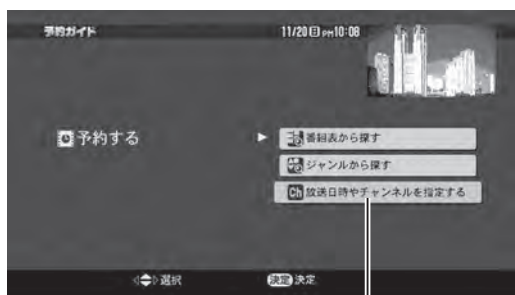 予約ガイド 11/20日 PM10:08
予約する
番組表から探す
ジャンルから探す
Ch 放送日時やチャンネルを指定する
選択 決定 決定